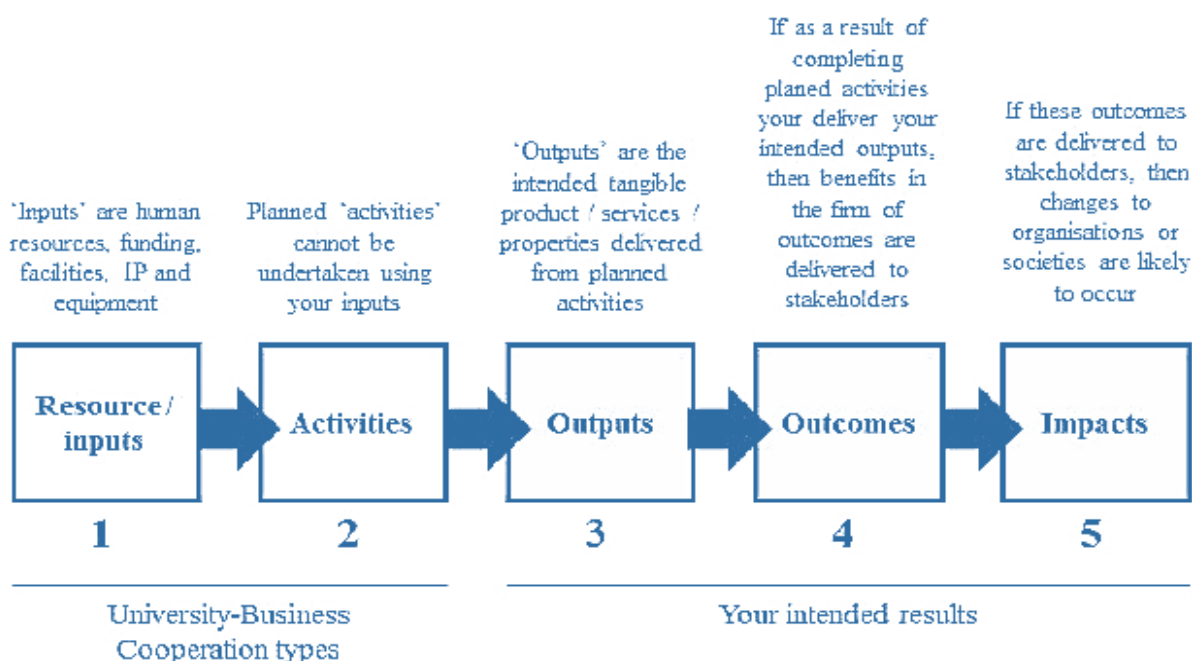 'Inputs' are human
resources, funding,
facilities, IP and
equipment
Planned 'activities'
cannot be
undertaken using
your inputs
'Outputs' are the
intended tangible
product / services /
properties delivered
from planned
activities
If as a result of
completing
planed activities
your deliver your
intended outputs,
then benefits in
the firm of
outcomes are
delivered to
stakeholders
If these outcomes
are delivered to
stakeholders, then
changes to
organisations or
societies are likely
to occur
Resource/
inputs
Activities
Outputs
Outcomes
Impacts
1
2
3
4
5
University-Business
Cooperation types
Your intended results